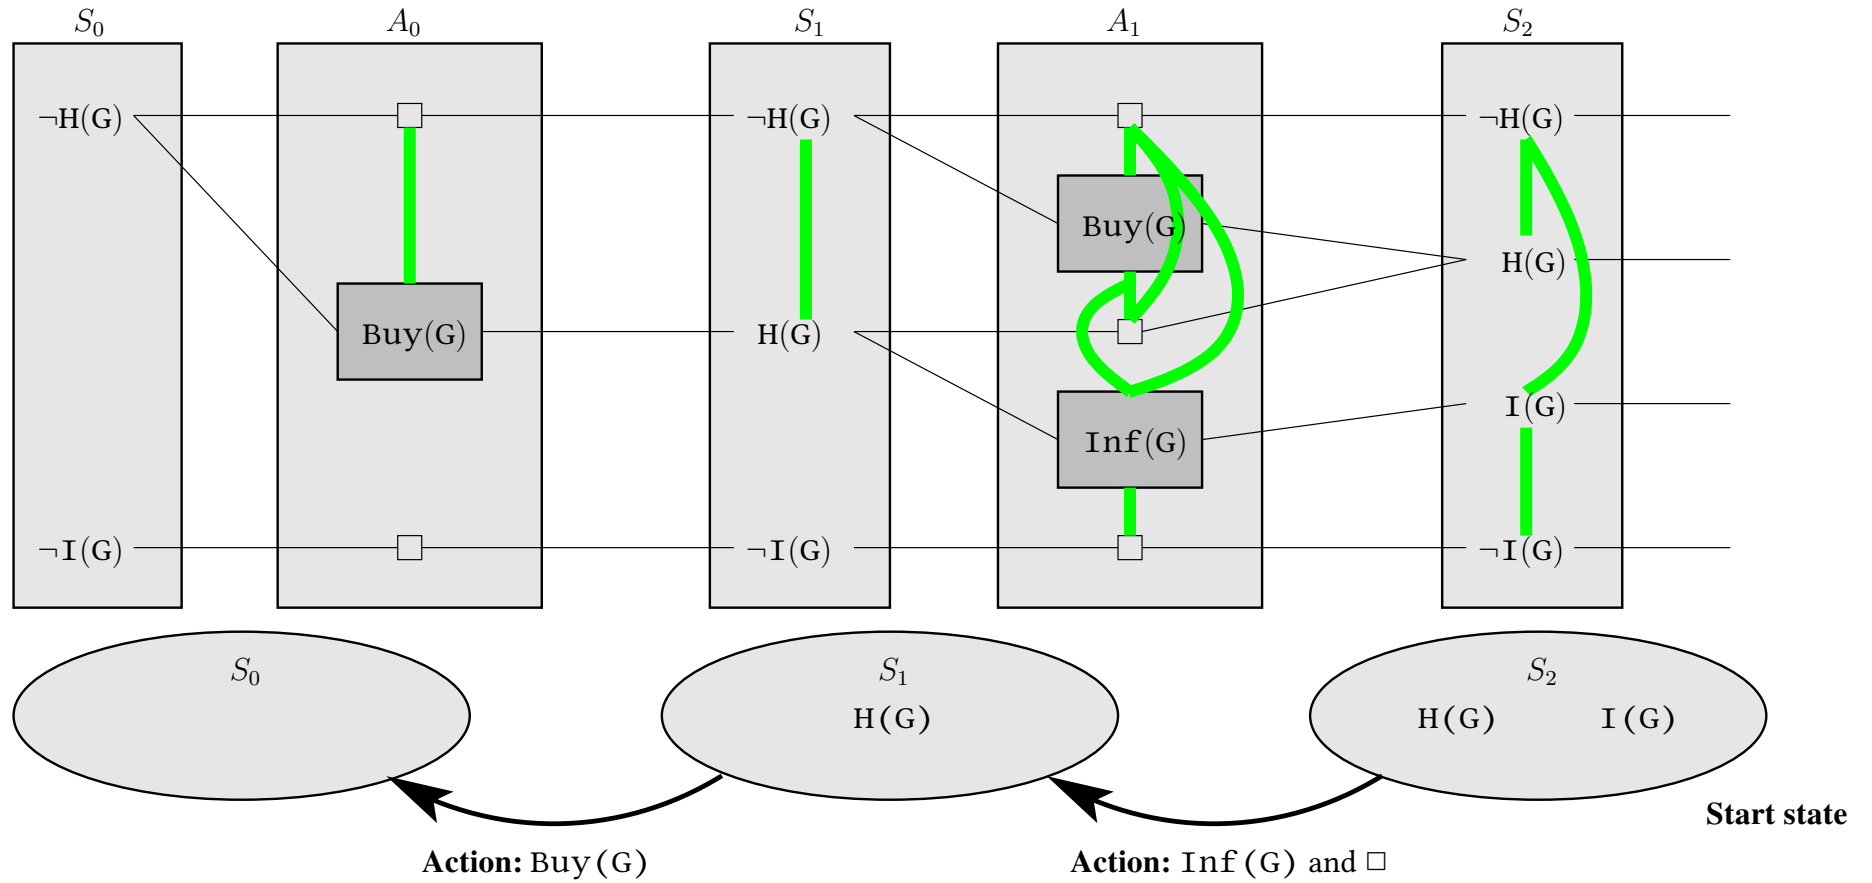 S₀ A₀ S₁ A₁ S₂
¬H(G) ¬H(G) ¬H(G)
Buy(G)
H(G)
Buy(G) H(G)
I(G)
Inf(G)
¬I(G) ¬I(G) ¬I(G)
S₀ S₁ S₂
H(G) H(G) I(G)
Start state
Action: Buy(G) Action: Inf(G) and □